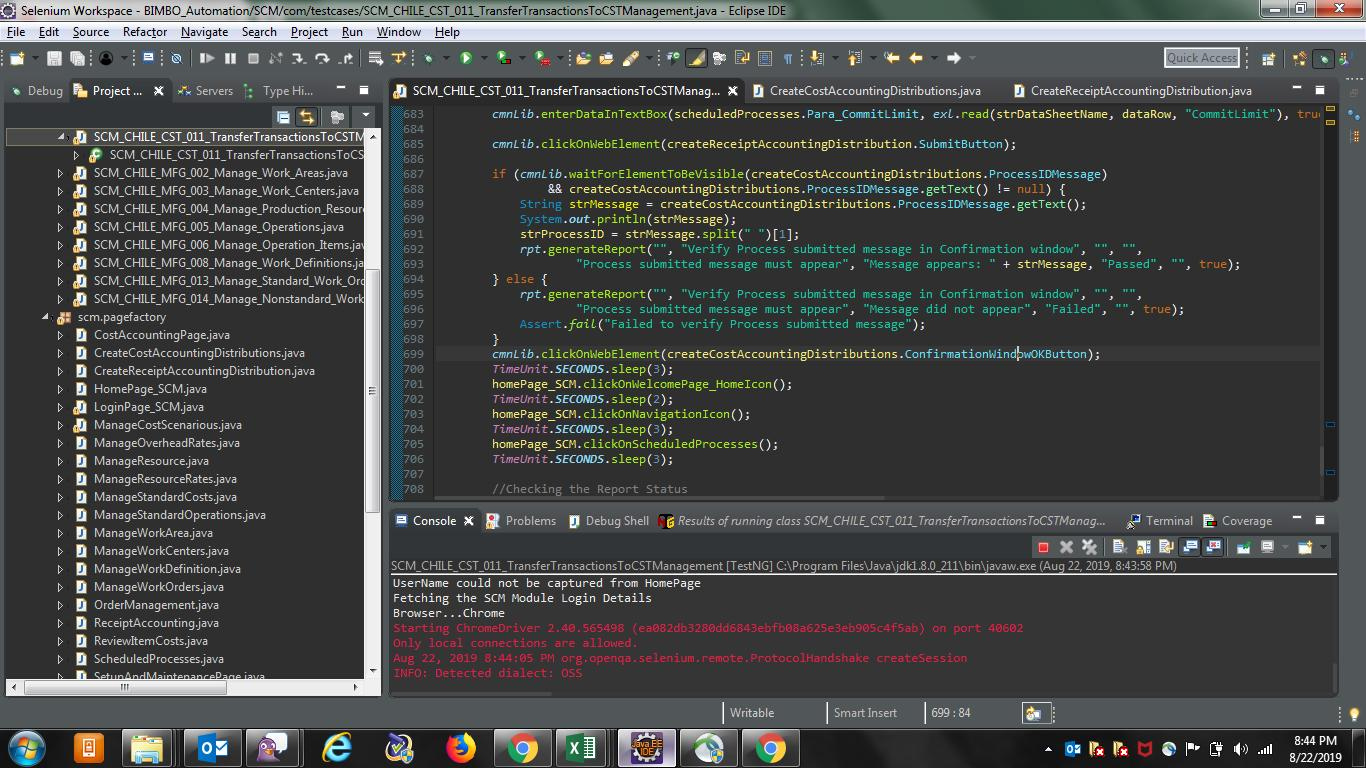 Selenium Workspace - BIMBO_Automation/SCM/com/testcases/SCM_CHILE_CST_011_TransferTransactionsToCSTManagement.java - Eclipse IDE
File Edit Source Refactor Navigate Search Project Run Window Help
Quick Access
Debug Project ... Servers Type Hi...
SCM_CHILE_CST_011_TransferTransactionsToCSTM
SCM_CHILE_CST_011_TransferTransactionsToCS
SCM_CHILE_MFG_002_Manage_Work_Areas.java
SCM_CHILE_MFG_003_Manage_Work_Centers.java
SCM_CHILE_MFG_004_Manage_Production_Resour
SCM_CHILE_MFG_005_Manage_Operations.java
SCM_CHILE_MFG_006_Manage_Operation_Items.jav
SCM_CHILE_MFG_008_Manage_Work_Definitions.ja
SCM_CHILE_MFG_013_Manage_Standard_Work_Orc
SCM_CHILE_MFG_014_Manage_Nonstandard_Work
scm.pagefactory
CostAccountingPage.java
CreateCostAccountingDistributions.java
CreateReceiptAccountingDistribution.java
HomePage_SCM.java
LoginPage_SCM.java
ManageCostScenarious.java
ManageOverheadRates.java
ManageResource.java
ManageResourceRates.java
ManageStandardCosts.java
ManageStandardOperations.java
ManageWorkArea.java
ManageWorkCenters.java
ManageWorkDefinition.java
ManageWorkOrders.java
OrderManagement.java
ReceiptAccounting.java
ReviewItemCosts.java
ScheduledProcesses.java
SetupAndMaintenancePage.java
SCM_CHILE_CST_011_TransferTransactionsToCSTManag... CreateCostAccountingDistributions.java CreateReceiptAccountingDistribution.java
683 cmnLib.enterDataInTextBox(scheduledProcesses.Para_CommitLimit, exl.read(strDataSheetName, dataRow, "CommitLimit"), tru
684
685 cmnLib.clickOnWebElement(createReceiptAccountingDistribution.SubmitButton);
686
687 if (cmnLib.waitForElementToBeVisible(createCostAccountingDistributions.ProcessIDMessage)
688 && createCostAccountingDistributions.ProcessIDMessage.getText() != null) {
689 String strMessage = createCostAccountingDistributions.ProcessIDMessage.getText();
690 System.out.println(strMessage);
691 strProcessID = strMessage.split(" ")[1];
692 rpt.generateReport("", "Verify Process submitted message in Confirmation window", "", "",
693 "Process submitted message must appear", "Message appears: " + strMessage, "Passed", "", true);
694 } else {
695 rpt.generateReport("", "Verify Process submitted message in Confirmation window", "", "",
696 "Process submitted message must appear", "Message did not appear", "Failed", "", true);
697 Assert.fail("Failed to verify Process submitted message");
698 }
699 cmnLib.clickOnWebElement(createCostAccountingDistributions.ConfirmationWindowOKButton);
700 TimeUnit.SECONDS.sleep(3);
701 homePage_SCM.clickOnWelcomePage_HomeIcon();
702 TimeUnit.SECONDS.sleep(2);
703 homePage_SCM.clickOnNavigationIcon();
704 TimeUnit.SECONDS.sleep(3);
705 homePage_SCM.clickOnScheduledProcesses();
706 TimeUnit.SECONDS.sleep(3);
707
708 //Checking the Report Status
Console Problems Debug Shell Results of running class SCM_CHILE_CST_011_TransferTransactionsToCSTManag... Terminal Coverage
SCM_CHILE_CST_011_TransferTransactionsToCSTManagement [TestNG] C:\Program Files\Java\jdk1.8.0_211\bin\javaw.exe (Aug 22, 2019, 8:43:58 PM)
UserName could not be captured from HomePage
Fetching the SCM Module Login Details
Browser...Chrome
Starting ChromeDriver 2.40.565498 (ea082db3280dd6843ebfb08a625e3eb905c4f5ab) on port 40602
Only local connections are allowed.
Aug 22, 2019 8:44:05 PM org.openqa.selenium.remote.ProtocolHandshake createSession
INFO: Detected dialect: OSS
Writable Smart Insert 699 : 84
Java EE
IDE
8:44 PM
8/22/2019